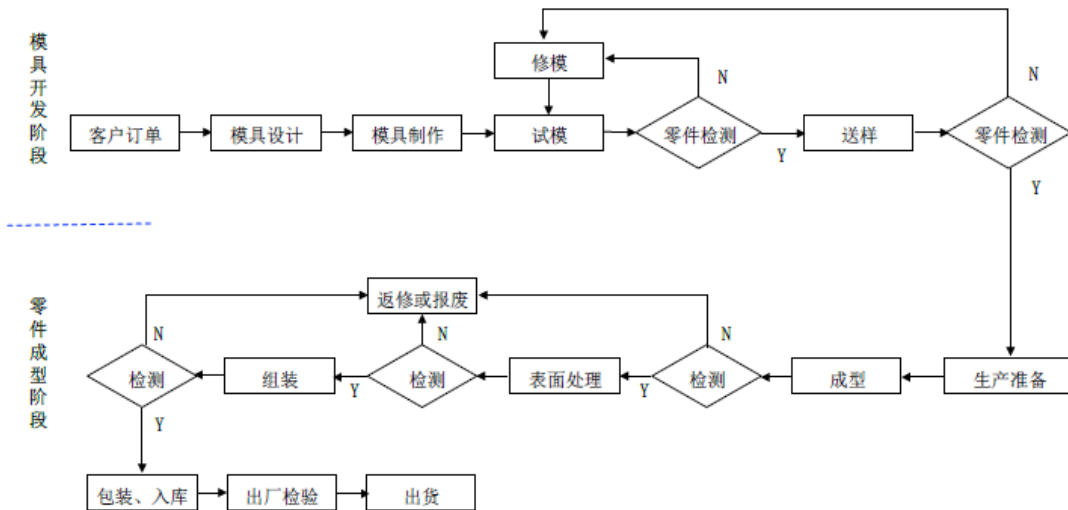 模具开发阶段
修模
N
N
客户订单
模具设计
模具制作
试模
零件检测
Y
送样
零件检测
Y
零件成型阶段
返修或报废
N
N
N
检测
组装
Y
检测
表面处理
Y
检测
成型
生产准备
Y
包装、入库
出厂检验
出货